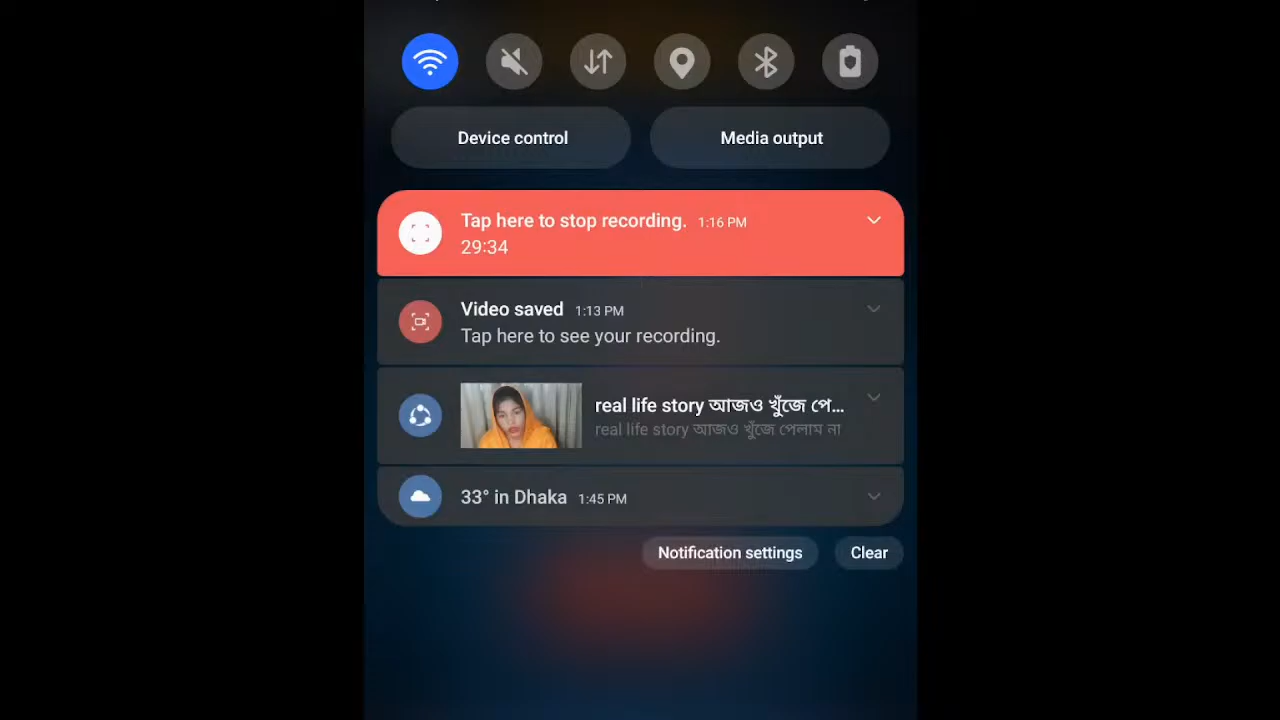 Device control
Media output
Tap here to stop recording. 1:16 PM
29:34
Video saved 1:13 PM
Tap here to see your recording.
real life story আজও খুঁজে পে...
real life story আজও খুঁজে পেলাম না
33° in Dhaka 1:45 PM
Notification settings
Clear